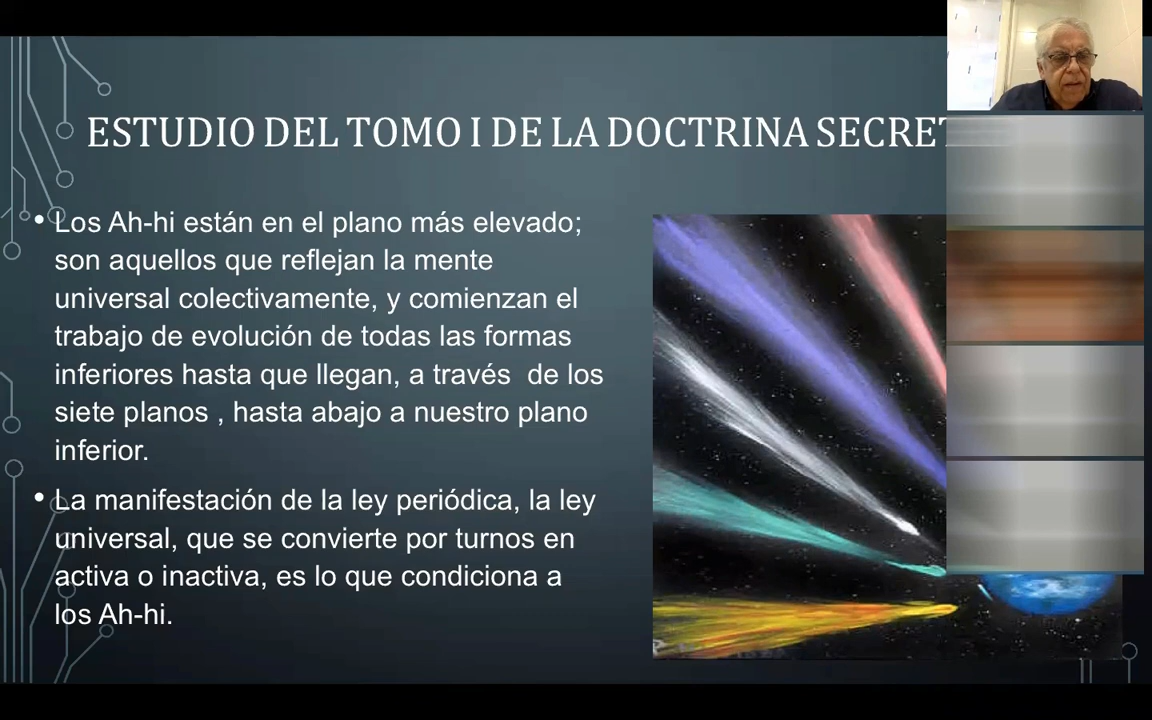 ESTUDIO DEL TOMO I DE LA DOCTRINA SECRET
• Los Ah-hi están en el plano más elevado;
son aquellos que reflejan la mente
universal colectivamente, y comienzan el
trabajo de evolución de todas las formas
inferiores hasta que llegan, a través de los
siete planos , hasta abajo a nuestro plano
inferior.
• La manifestación de la ley periódica, la ley
universal, que se convierte por turnos en
activa o inactiva, es lo que condiciona a
los Ah-hi.